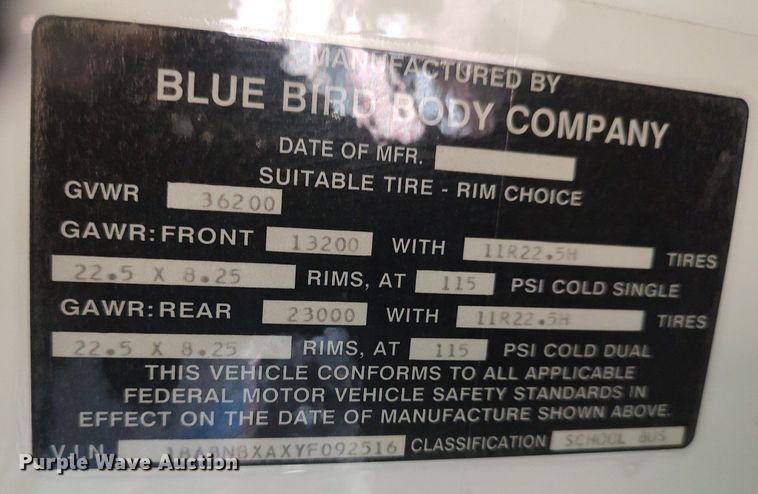 MANUFACTURED BY
BLUE BIRD BODY COMPANY
DATE OF MFR.
SUITABLE TIRE - RIM CHOICE
GVWR 36200
GAWR: FRONT 13200 WITH 11R22.5H TIRES
22.5 X 8.25 RIMS, AT 115 PSI COLD SINGLE
GAWR: REAR 23000 WITH 11R22.5H TIRES
22.5 X 8.25 RIMS, AT 115 PSI COLD DUAL
THIS VEHICLE CONFORMS TO ALL APPLICABLE
FEDERAL MOTOR VEHICLE SAFETY STANDARDS IN
EFFECT ON THE DATE OF MANUFACTURE SHOWN ABOVE.
V.I.N. 1BABNBXAXYF092516 CLASSIFICATION SCHOOL BUS
Purple Wave Auction